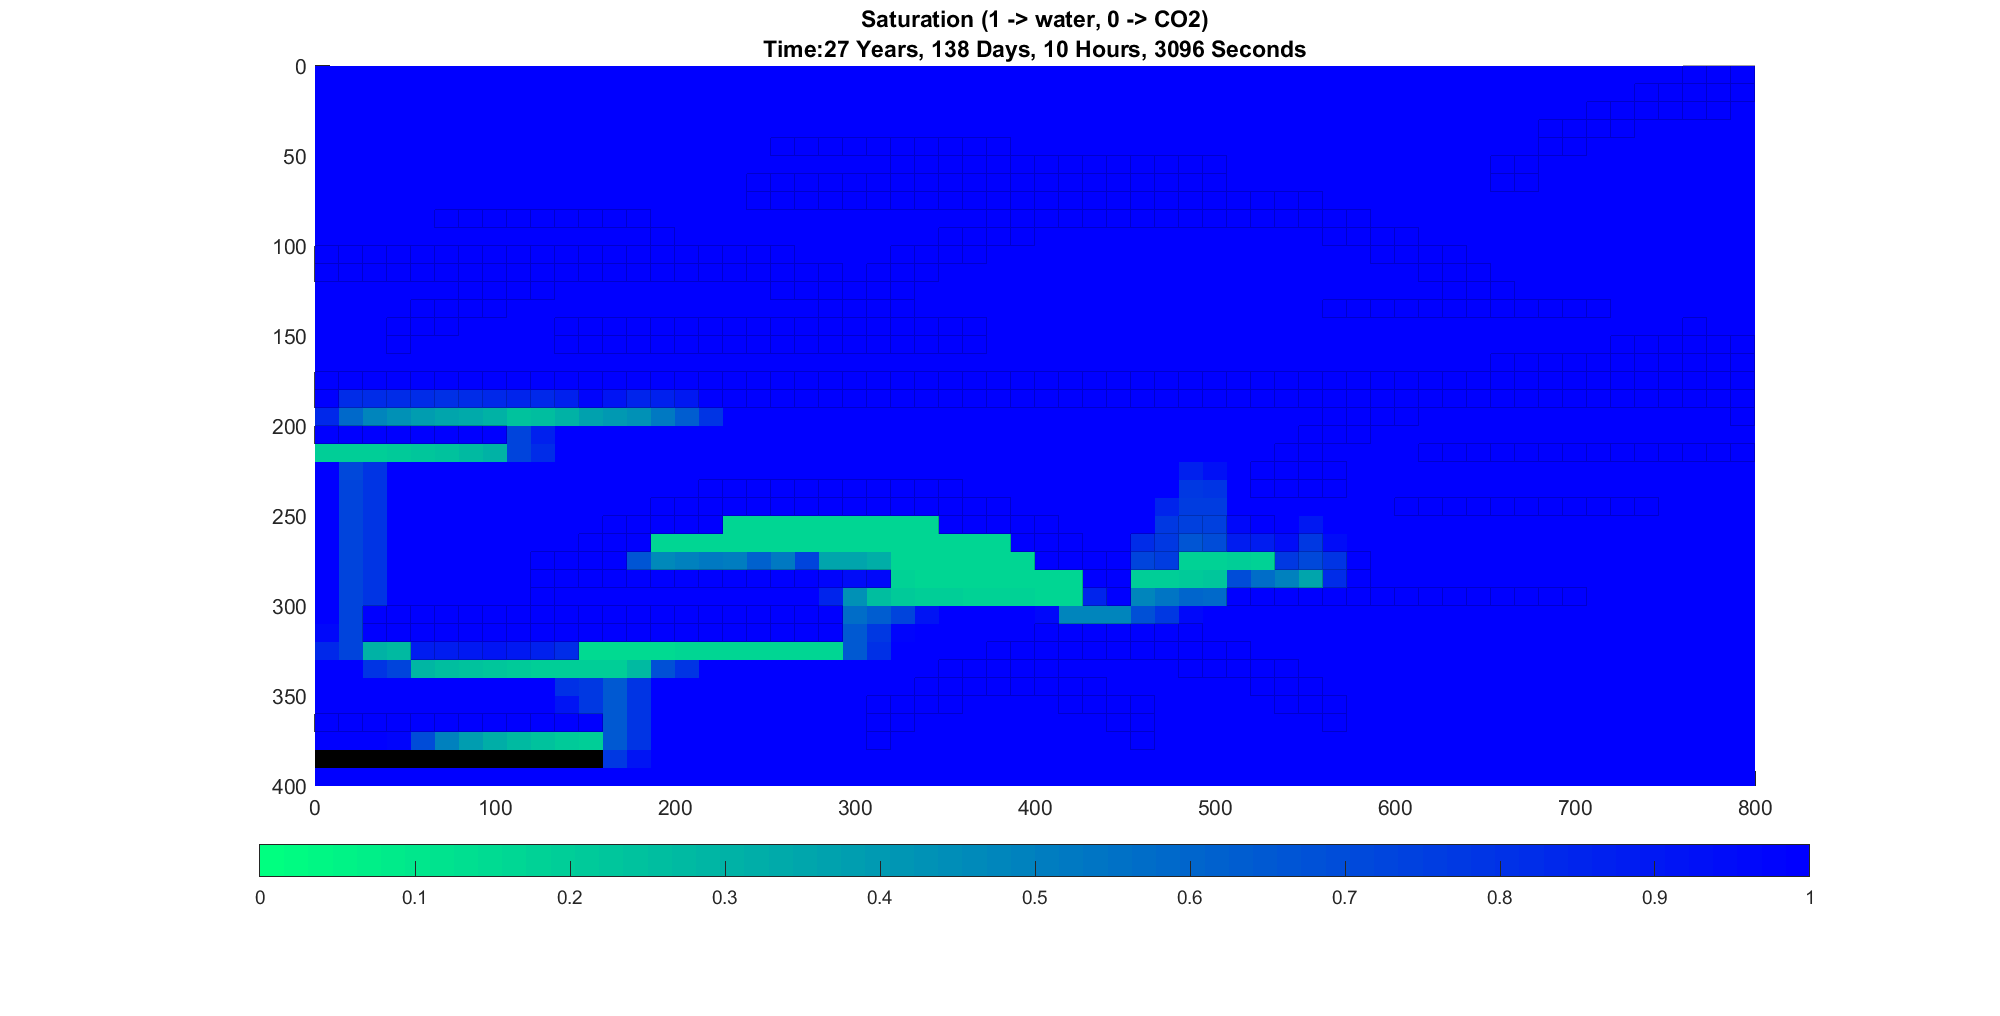 Saturation (1 -> water, 0 -> CO2)
Time:27 Years, 138 Days, 10 Hours, 3096 Seconds
0
50
100
150
200
250
300
350
400
0 100 200 300 400 500 600 700 800
0 0.1 0.2 0.3 0.4 0.5 0.6 0.7 0.8 0.9 1